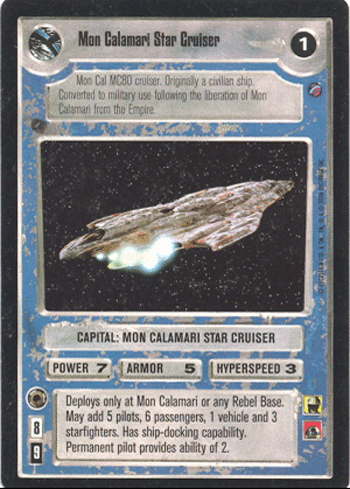 Mon Calamari Star Cruiser
1
Mon Cal MC80 cruiser. Originally a civilian ship.
Converted to military use following the liberation of Mon
Calamari from the Empire.
CAPITAL: MON CALAMARI STAR CRUISER
POWER 7 ARMOR 5 HYPERSPEED 3
Deploys only at Mon Calamari or any Rebel Base.
May add 5 pilots, 6 passengers, 1 vehicle and 3
starfighters. Has ship-docking capability.
Permanent pilot provides ability of 2.
8
9